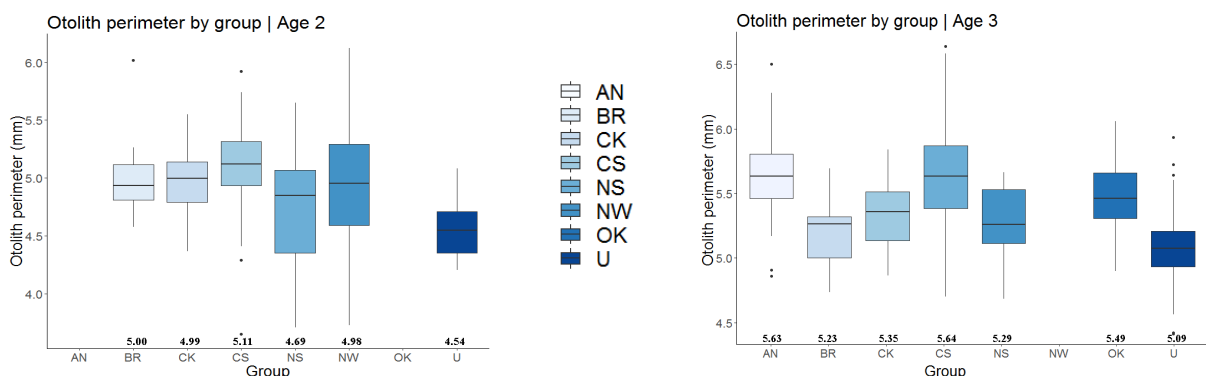 Otolith perimeter by group | Age 2
Otolith perimeter (mm)
6.0
5.5
5.0
4.5
4.0
5.00 4.99 5.11 4.69 4.98 4.54
AN BR CK CS NS NW OK U
Group
AN
BR
CK
CS
NS
NW
OK
U
Otolith perimeter by group | Age 3
Otolith perimeter (mm)
6.5
6.0
5.5
5.0
4.5
5.63 5.23 5.35 5.64 5.29 5.49 5.09
AN BR CK CS NS NW OK U
Group